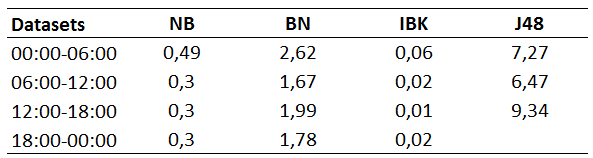 Datasets NB BN IBK J48
00:00-06:00 0,49 2,62 0,06 7,27
06:00-12:00 0,3 1,67 0,02 6,47
12:00-18:00 0,3 1,99 0,01 9,34
18:00-00:00 0,3 1,78 0,02